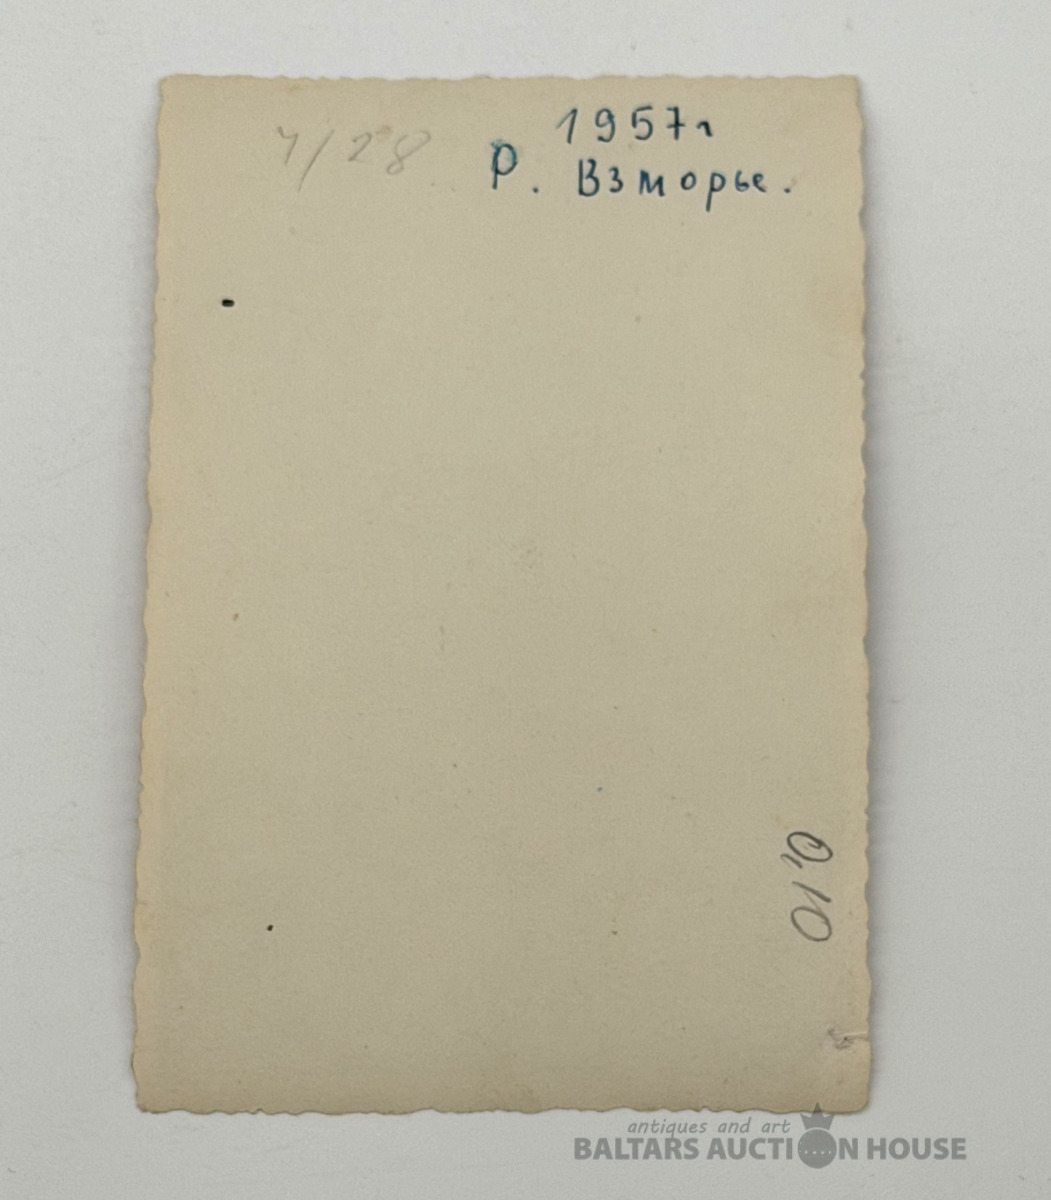 1957г
Р. Взморье.
7/28
0,10
antiques and art
BALTARS AUCTION HOUSE